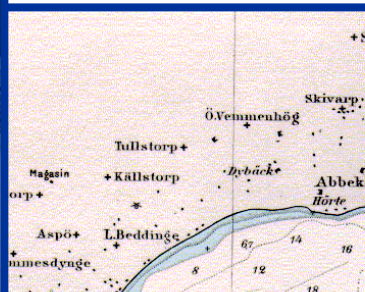 S
Skivarp
Ö.Vemmenhög
Tullstorp
Magasin
Källstorp
Dybäck
Abbek
orp
Hörte
Aspö
L.Beddinge
mmesdynge
67
14
16
8
12
18